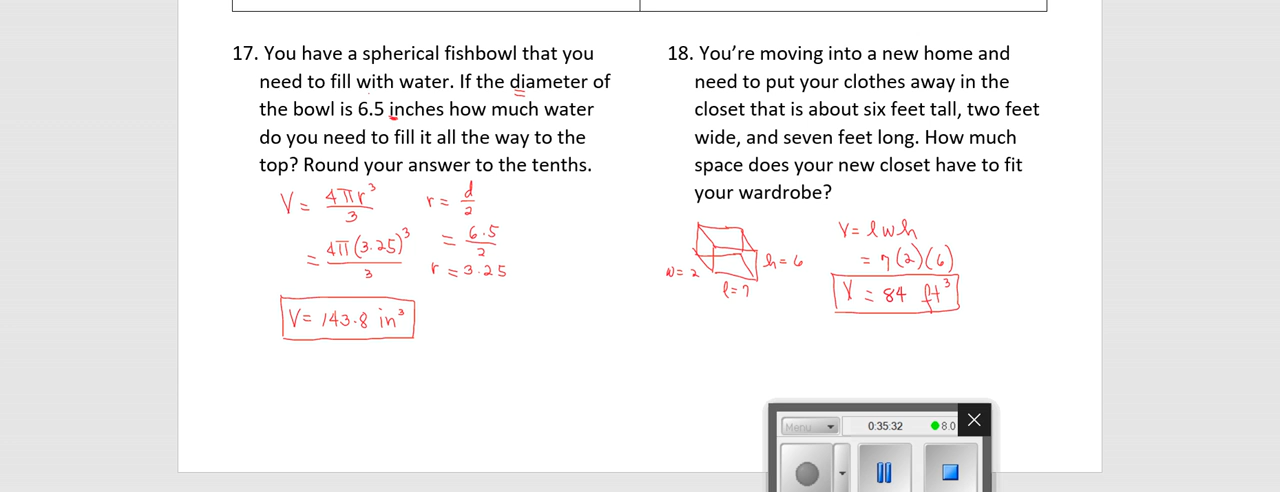 17. You have a spherical fishbowl that you
need to fill with water. If the diameter of
the bowl is 6.5 inches how much water
do you need to fill it all the way to the
top? Round your answer to the tenths.
V = 4πr³/3
= 4π(3.25)³/3
r = d/2
= 6.5/2
r = 3.25
V = 143.8 in³
18. You’re moving into a new home and
need to put your clothes away in the
closet that is about six feet tall, two feet
wide, and seven feet long. How much
space does your new closet have to fit
your wardrobe?
w = 2
h = 6
l = 7
V = lwh
= 7(2)(6)
V = 84 ft³
Menu
0:35:32
8.0